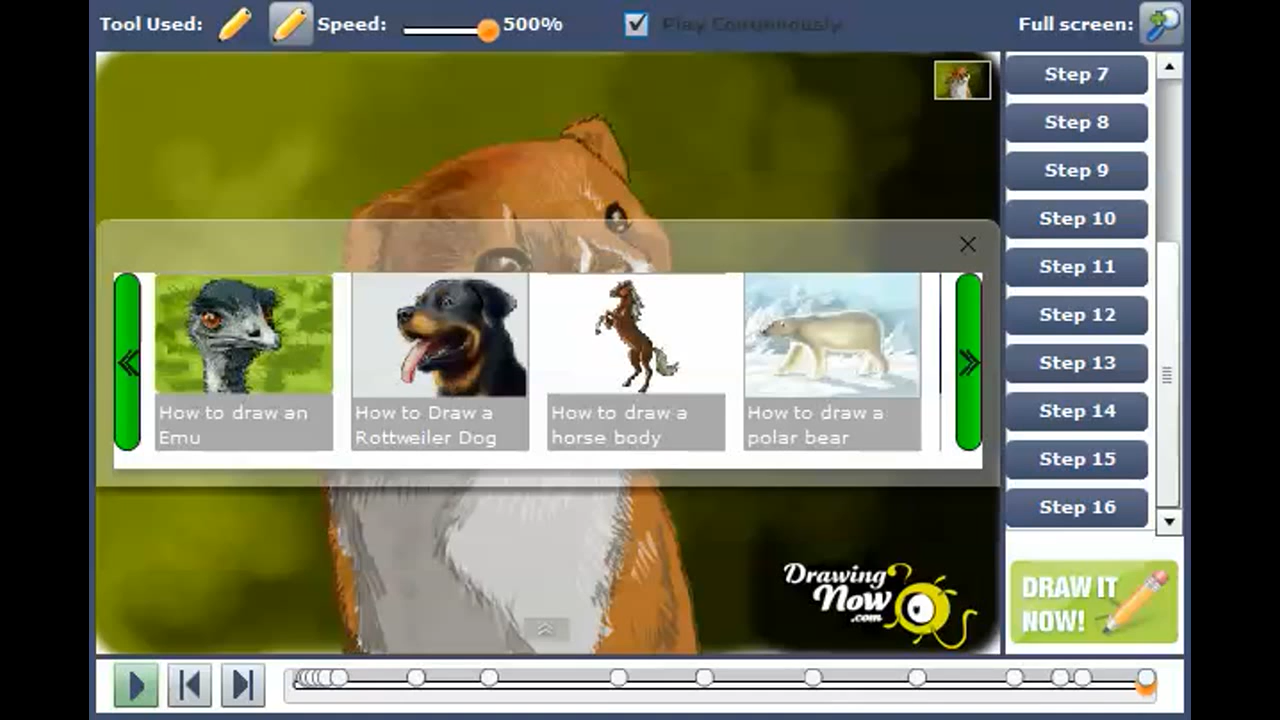 Tool Used:
Speed:
500%
Play Continuously
Full screen:
Step 7
Step 8
Step 9
Step 10
Step 11
Step 12
Step 13
Step 14
Step 15
Step 16
How to draw an
Emu
How to Draw a
Rottweiler Dog
How to draw a
horse body
How to draw a
polar bear
Drawing
Now
.com
DRAW IT
NOW!